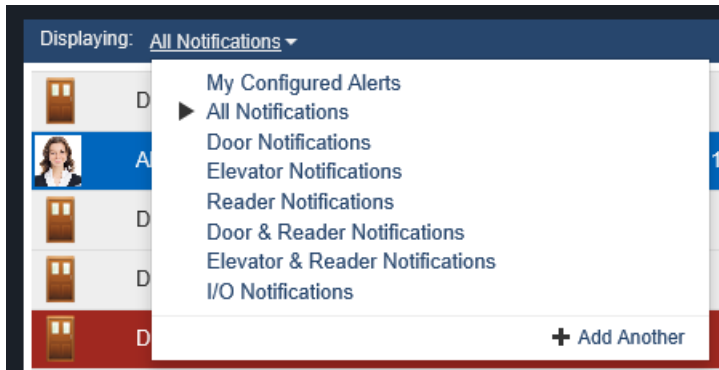 Displaying: All Notifications
My Configured Alerts
All Notifications
Door Notifications
Elevator Notifications
Reader Notifications
Door & Reader Notifications
Elevator & Reader Notifications
I/O Notifications
Add Another